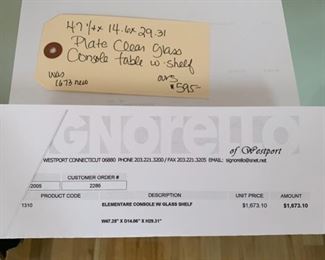 47 1/4 x 14.6 x 29.31
Plate Clear Glass
Console table w. shelf
was
1673 new
ours
$595-
GNORELLO
of Westport
WESTPORT CONNECTICUT 06880 PHONE 203.221.3200 / FAX 203.221.3205 EMAIL: signorello@snet.net
CUSTOMER ORDER #
/2005
2286
PRODUCT CODE DESCRIPTION UNIT PRICE AMOUNT
1310 ELEMENTARE CONSOLE W/ GLASS SHELF $1,673.10 $1,673.10
W47.25" X D14.06" X H29.31"